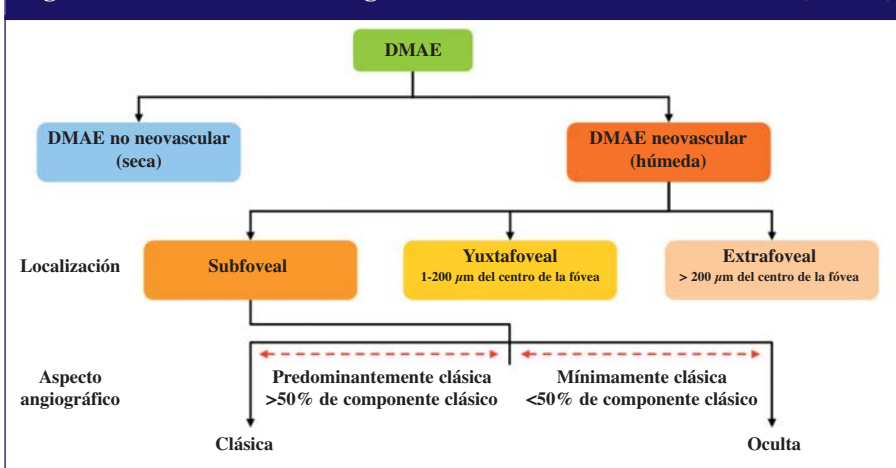 DMAE
DMAE no neovascular
(seca)
DMAE neovascular
(húmeda)
Localización
Subfoveal
Yuxtafoveal
1-200 µm del centro de la fóvea
Extrafoveal
> 200 µm del centro de la fóvea
Aspecto
angiográfico
Predominantemente clásica
>50% de componente clásico
Mínimamente clásica
<50% de componente clásico
Clásica
Oculta